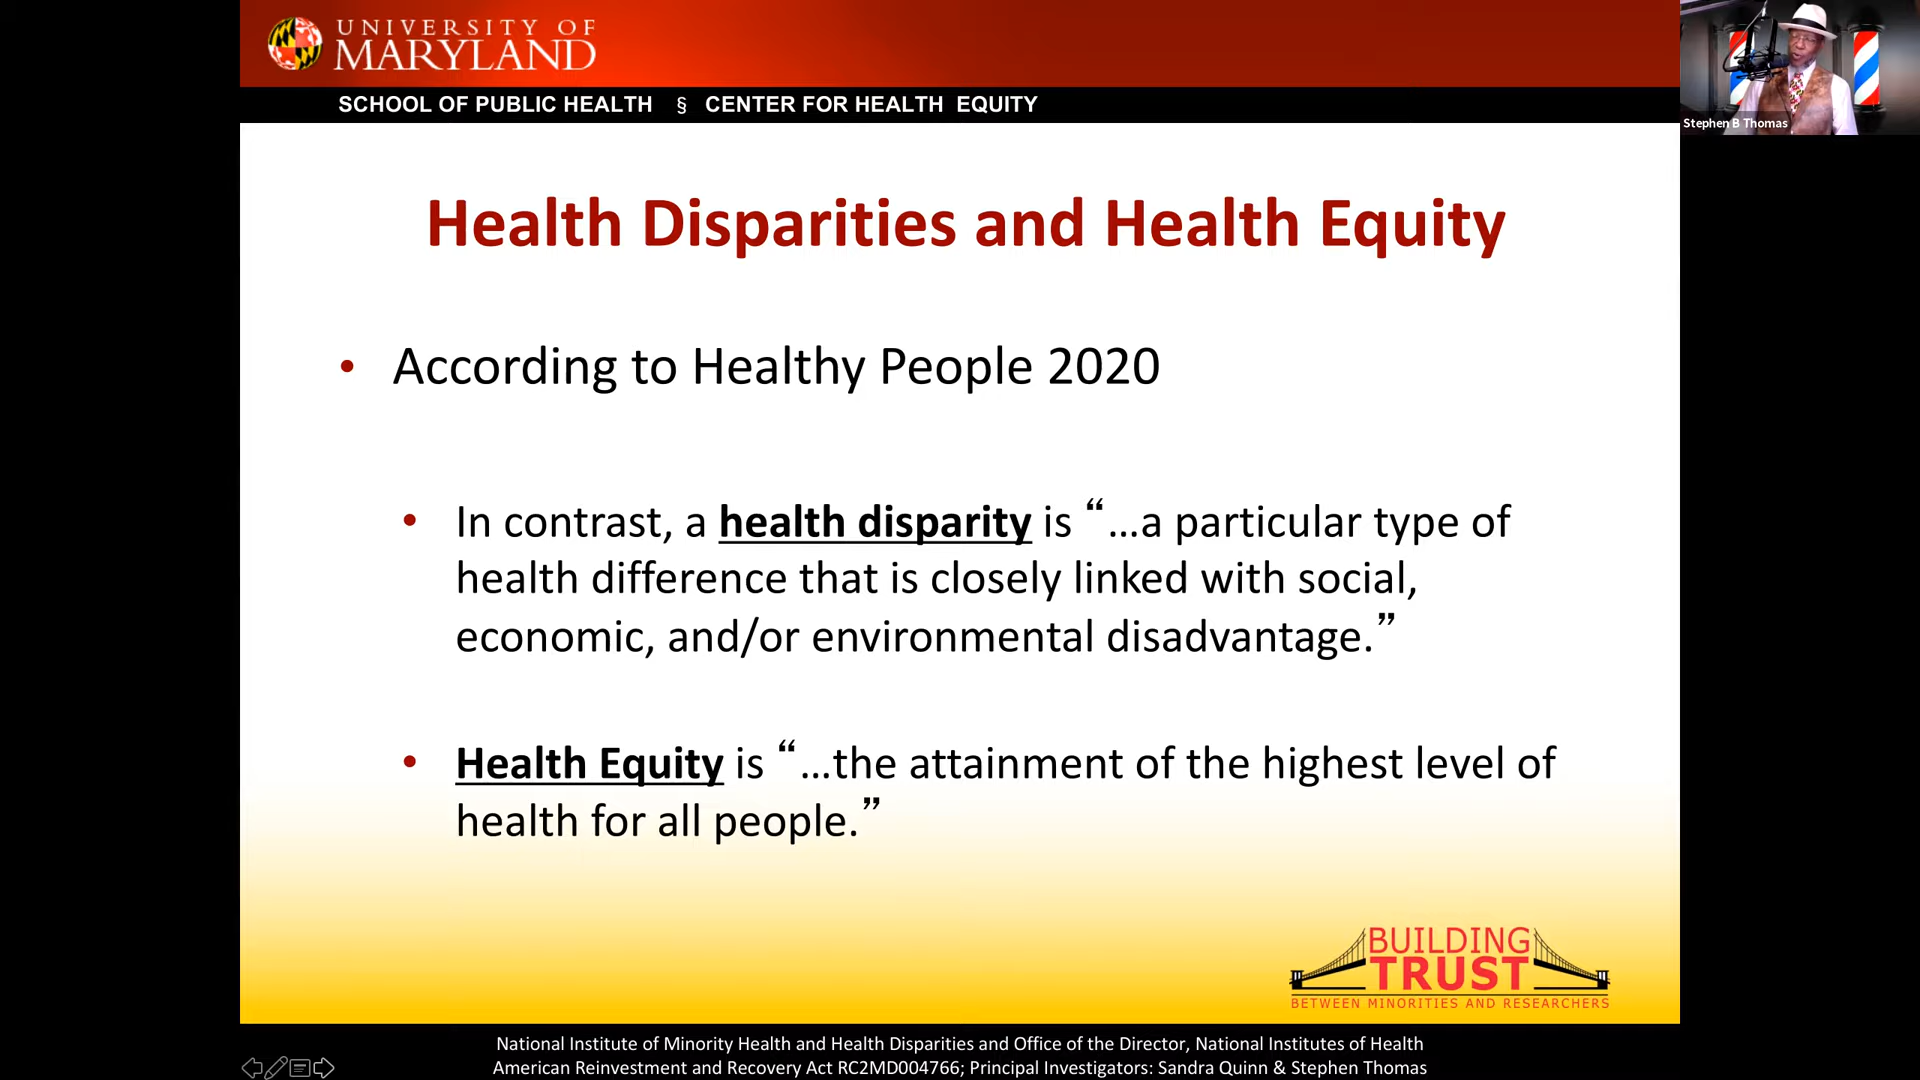 UNIVERSITY OF
MARYLAND
SCHOOL OF PUBLIC HEALTH § CENTER FOR HEALTH EQUITY
Stephen B Thomas
Health Disparities and Health Equity
• According to Healthy People 2020
• In contrast, a health disparity is “…a particular type of
health difference that is closely linked with social,
economic, and/or environmental disadvantage.”
• Health Equity is “…the attainment of the highest level of
health for all people.”
BUILDING
TRUST
BETWEEN MINORITIES AND RESEARCHERS
National Institute of Minority Health and Health Disparities and Office of the Director, National Institutes of Health
American Reinvestment and Recovery Act RC2MD004766; Principal Investigators: Sandra Quinn & Stephen Thomas